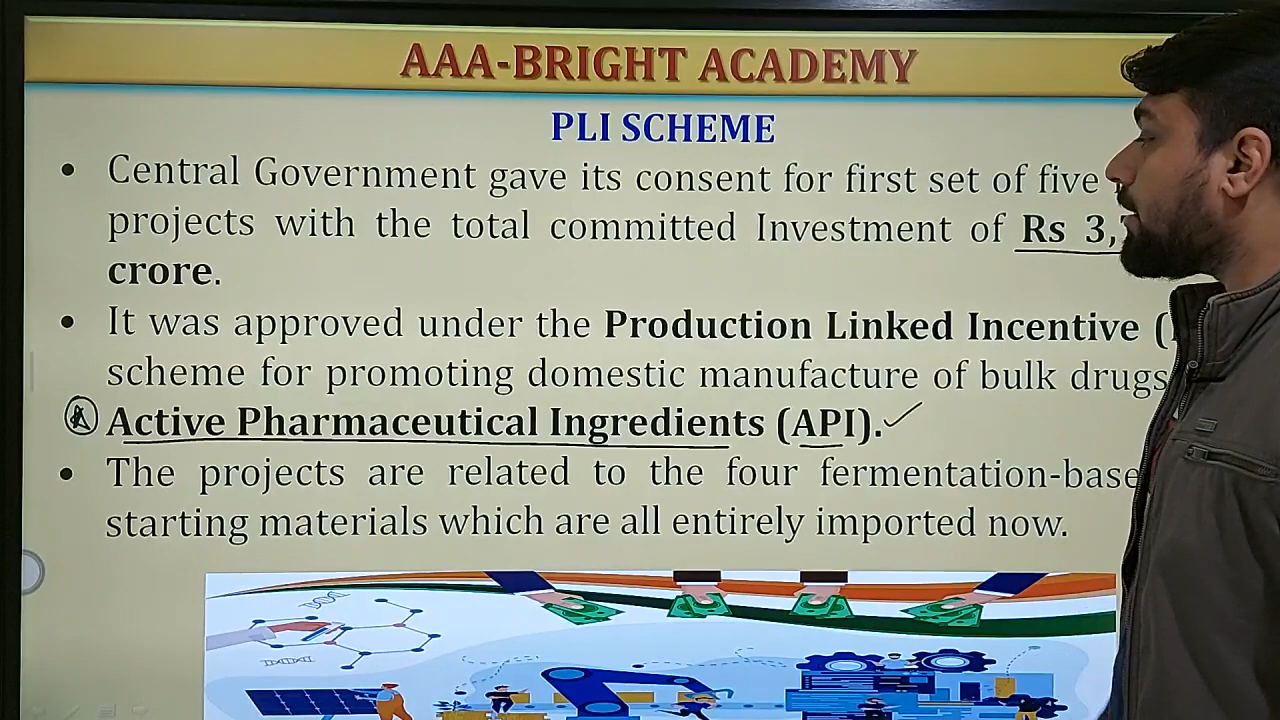 AAA-BRIGHT ACADEMY
PLI SCHEME
• Central Government gave its consent for first set of five
projects with the total committed Investment of Rs 3,
crore.
• It was approved under the Production Linked Incentive (
scheme for promoting domestic manufacture of bulk drugs
Active Pharmaceutical Ingredients (API).
• The projects are related to the four fermentation-base
starting materials which are all entirely imported now.